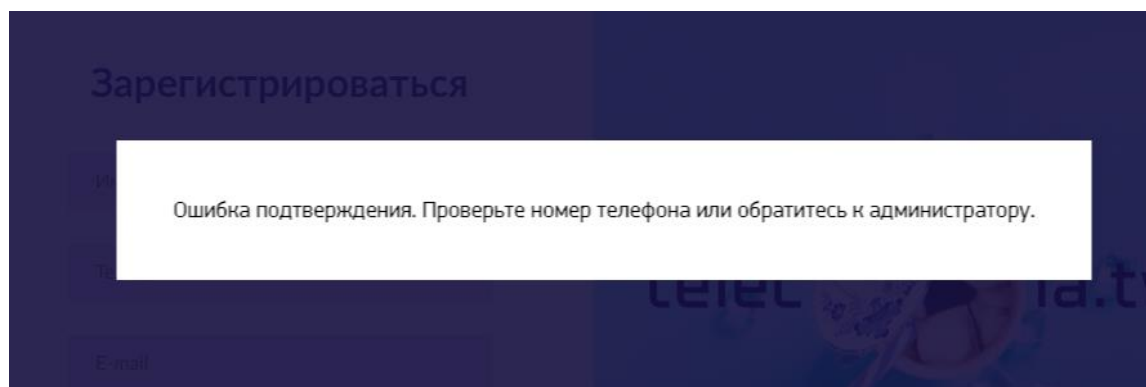 Зарегистрироваться
Ошибка подтверждения. Проверьте номер телефона или обратитесь к администратору.
E-mail